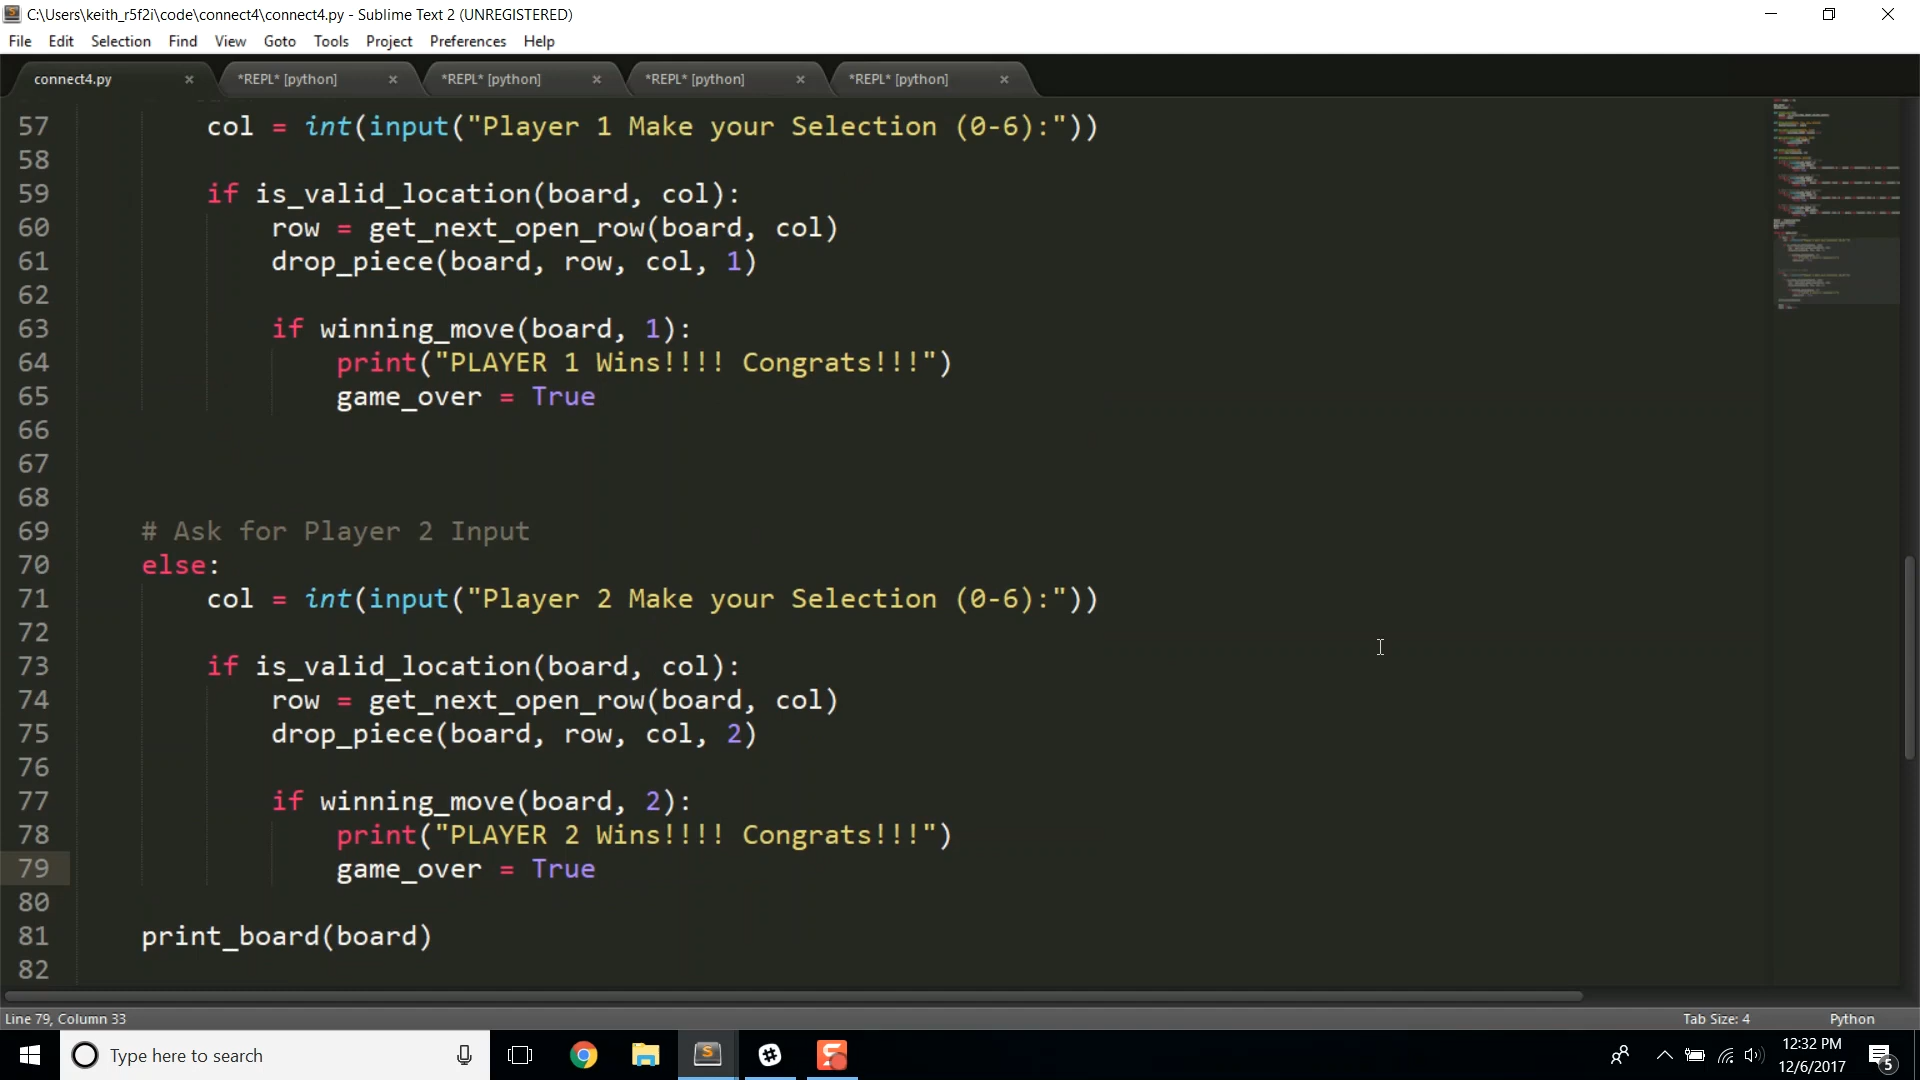 C:\Users\keith_r5f2i\code\connect4\connect4.py - Sublime Text 2 (UNREGISTERED)
File Edit Selection Find View Goto Tools Project Preferences Help
connect4.py × *REPL* [python] × *REPL* [python] × *REPL* [python] × *REPL* [python] ×
57 col = int(input("Player 1 Make your Selection (0-6):"))
58
59 if is_valid_location(board, col):
60 row = get_next_open_row(board, col)
61 drop_piece(board, row, col, 1)
62
63 if winning_move(board, 1):
64 print("PLAYER 1 Wins!!!! Congrats!!!")
65 game_over = True
66
67
68
69 # Ask for Player 2 Input
70 else:
71 col = int(input("Player 2 Make your Selection (0-6):"))
72
73 if is_valid_location(board, col):
74 row = get_next_open_row(board, col)
75 drop_piece(board, row, col, 2)
76
77 if winning_move(board, 2):
78 print("PLAYER 2 Wins!!!! Congrats!!!")
79 game_over = True
80
81 print_board(board)
82
Line 79, Column 33 Tab Size: 4 Python
Type here to search
12:32 PM
12/6/2017
5